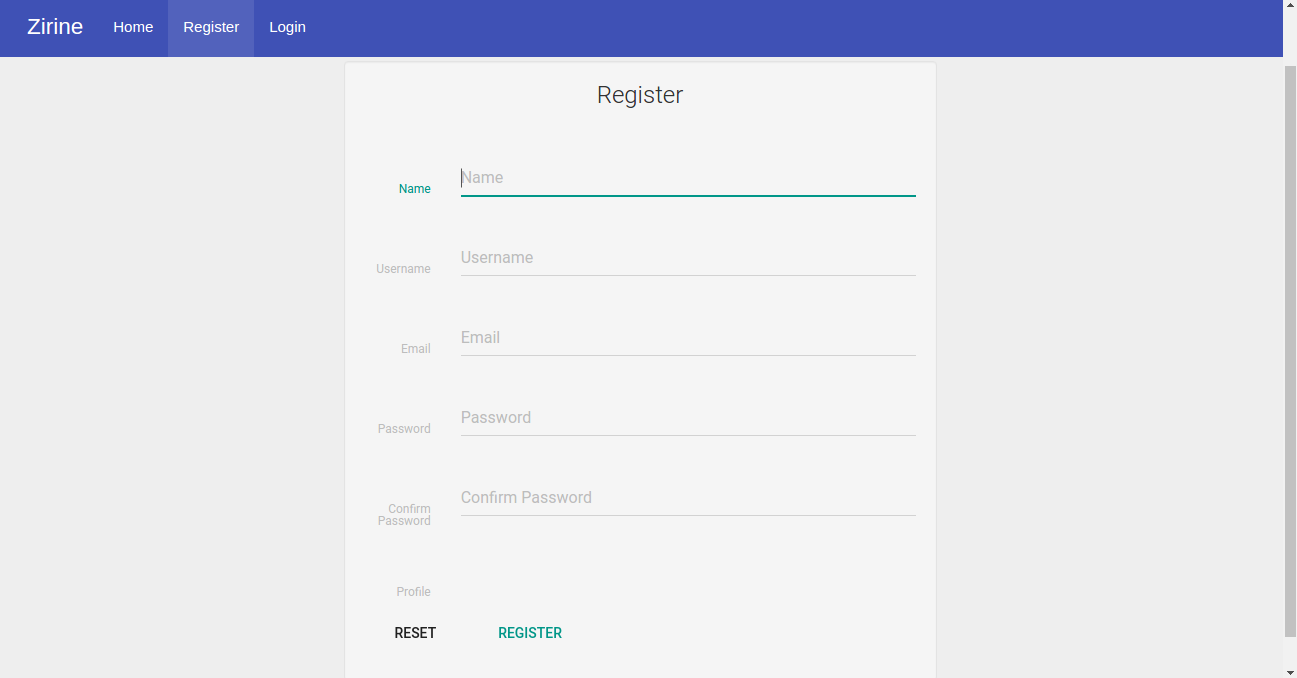 Zirine Home Register Login
Register
Name
Name
Username
Username
Email
Email
Password
Password
Confirm Password
Confirm
Password
Profile
RESET REGISTER